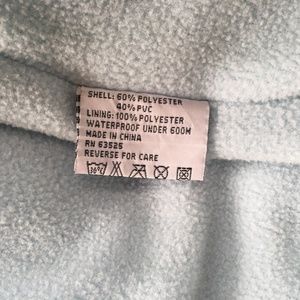 SHELL: 60% POLYESTER
40% PVC
LINING: 100% POLYESTER
WATERPROOF UNDER 600M
MADE IN CHINA
RN 63525
REVERSE FOR CARE
30°C